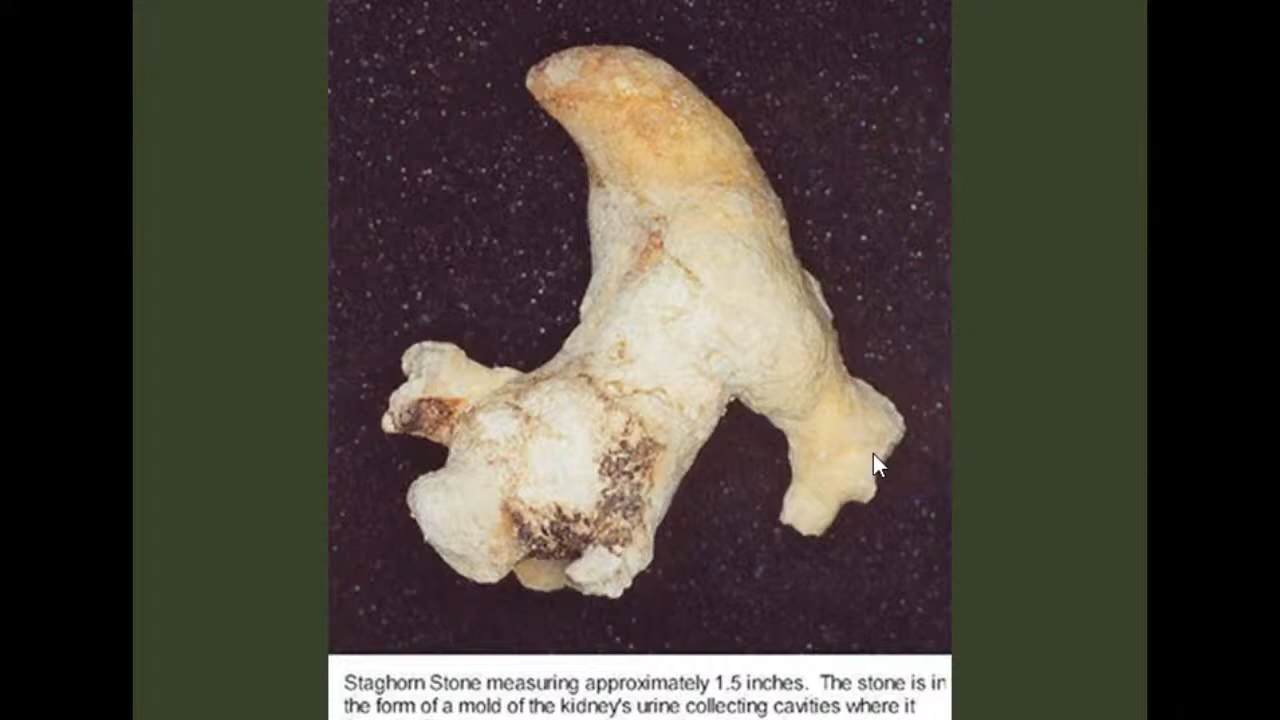 Staghorn Stone measuring approximately 1.5 inches. The stone is in
the form of a mold of the kidney's urine collecting cavities where it